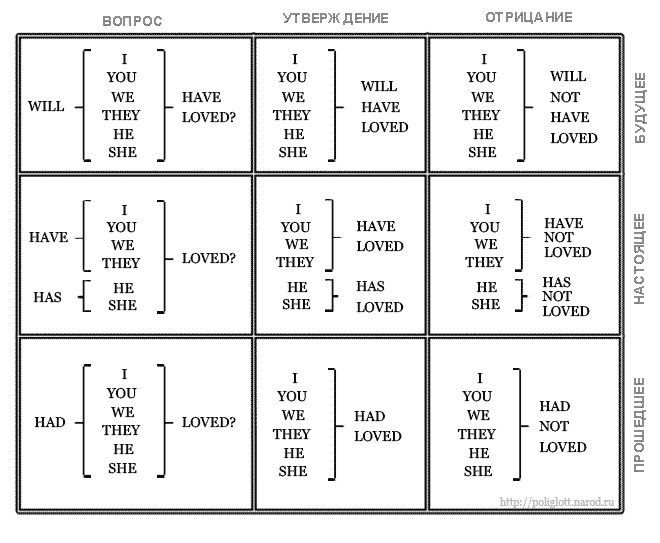 ВОПРОС
УТВЕРЖДЕНИЕ
ОТРИЦАНИЕ
WILL
I
YOU
WE
THEY
HE
SHE
HAVE
LOVED?
I
YOU
WE
THEY
HE
SHE
WILL
HAVE
LOVED
I
YOU
WE
THEY
HE
SHE
WILL
NOT
HAVE
LOVED
БУДУЩЕЕ
HAVE
I
YOU
WE
THEY
HAS
HE
SHE
LOVED?
I
YOU
WE
THEY
HAVE
LOVED
HE
SHE
HAS
LOVED
I
YOU
WE
THEY
HAVE
NOT
LOVED
HE
SHE
HAS
NOT
LOVED
НАСТОЯЩЕЕ
HAD
I
YOU
WE
THEY
HE
SHE
LOVED?
I
YOU
WE
THEY
HE
SHE
HAD
LOVED
I
YOU
WE
THEY
HE
SHE
HAD
NOT
LOVED
ПРОШЕДШЕЕ
http://poliglott.narod.ru